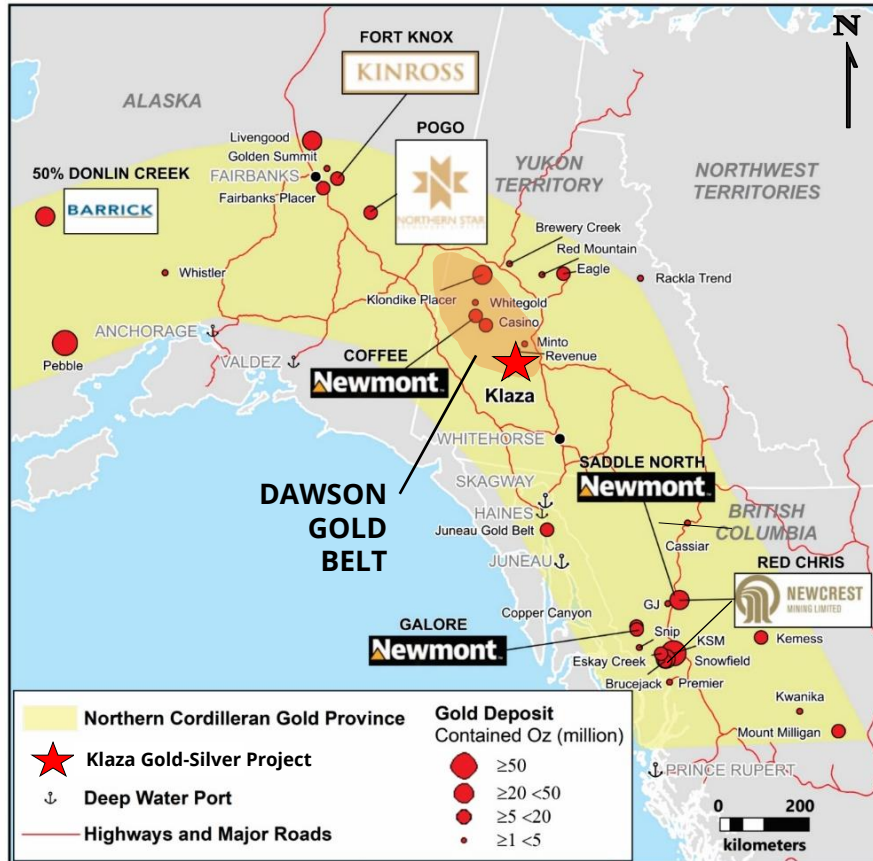 N
FORT KNOX
KINROSS
ALASKA
POGO
NORTHERN STAR
Livengood
Golden Summit
FAIRBANKS
Fairbanks Placer
50% DONLIN CREEK
BARRICK
YUKON
TERRITORY
NORTHWEST
TERRITORIES
Brewery Creek
Red Mountain
Eagle
Rackla Trend
Whistler
Klondike Placer
Whitegold
Casino
Minto
Revenue
ANCHORAGE
VALDEZ
Pebble
COFFEE
Newmont
Klaza
WHITEHORSE
DAWSON
GOLD
BELT
SKAGWAY
HAINES
Juneau Gold Belt
JUNEAU
SADDLE NORTH
Newmont
BRITISH
COLUMBIA
Cassiar
RED CHRIS
NEWCREST
MINING LIMITED
GJ
Copper Canyon
GALORE
Newmont
Snip
KSM
Kemess
Eskay Creek
Snowfield
Brucejack
Premier
Kwanika
Mount Milligan
PRINCE RUPERT
Northern Cordilleran Gold Province
Klaza Gold-Silver Project
Deep Water Port
Highways and Major Roads
Gold Deposit
Contained Oz (million)
≥50
≥20 <50
≥5 <20
≥1 <5
0 200
kilometers